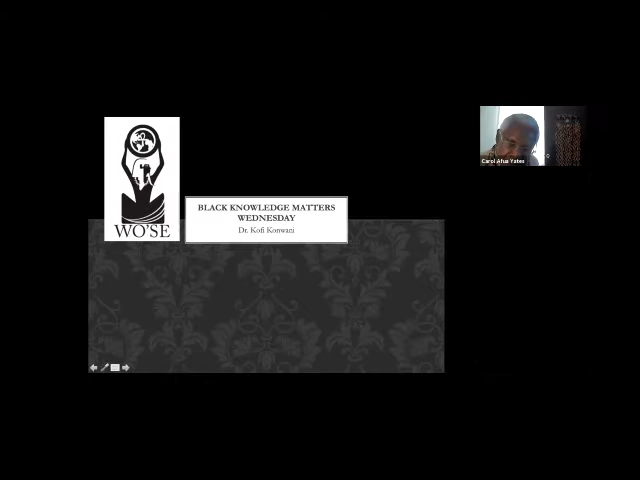 WO'SE
BLACK KNOWLEDGE MATTERS
WEDNESDAY
Dr. Kofi Konwani
Carol Afua Yates